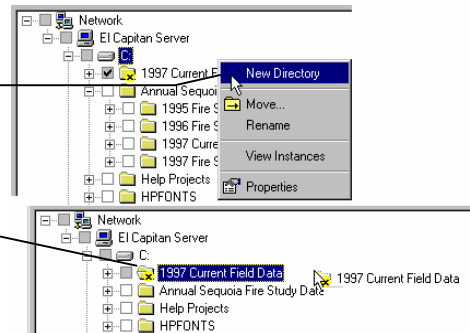 Network
El Capitan Server
C:
1997 Current F
New Directory
Annual Sequoi
Move...
1995 Fire S
1996 Fire S
Rename
1997 Curre
View Instances
1997 Fire S
Help Projects
Properties
HPFONTS
Network
El Capitan Server
C:
1997 Current Field Data
1997 Current Field Data
Annual Sequoia Fire Study Data
Help Projects
HPFONTS